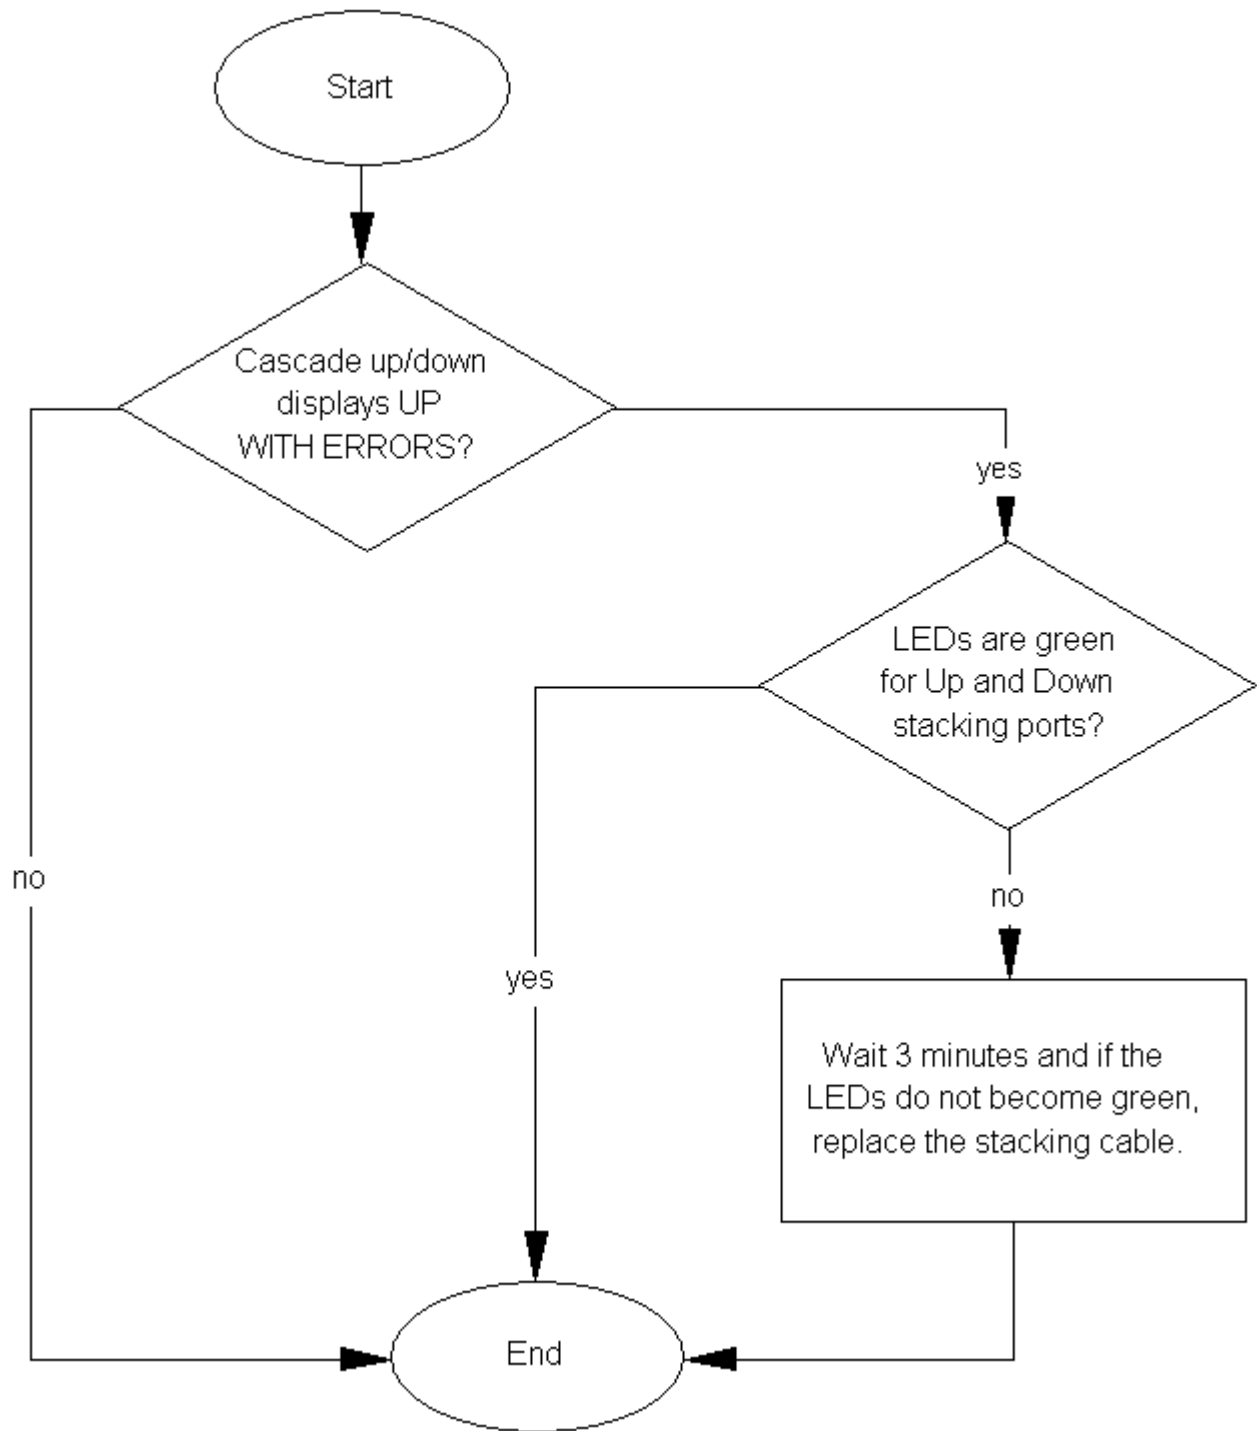 Start
Cascade up/down
displays UP
WITH ERRORS?
yes
LEDs are green
for Up and Down
stacking ports?
no
no
yes
Wait 3 minutes and if the
LEDs do not become green,
replace the stacking cable.
End